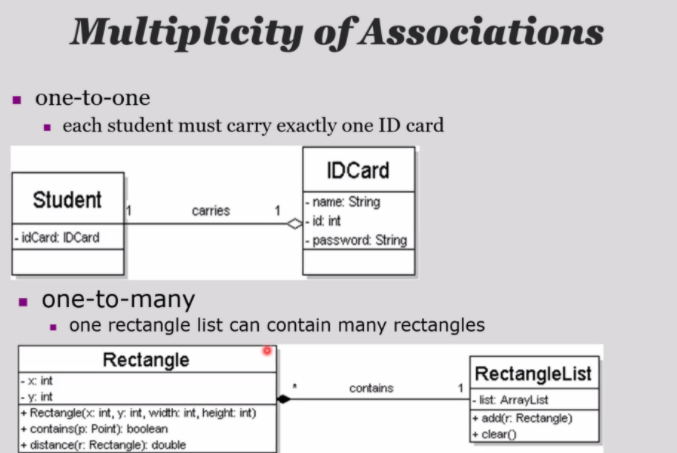 Multiplicity of Associations
one-to-one
each student must carry exactly one ID card
Student
- idCard: IDCard
1 carries 1
IDCard
- name: String
- id: int
- password: String
one-to-many
one rectangle list can contain many rectangles
Rectangle
- x: int
- y: int
+ Rectangle(x: int, y: int, width: int, height: int)
+ contains(p: Point): boolean
+ distance(r: Rectangle): double
* contains 1
RectangleList
- list: ArrayList
+ add(r: Rectangle)
+ clear()